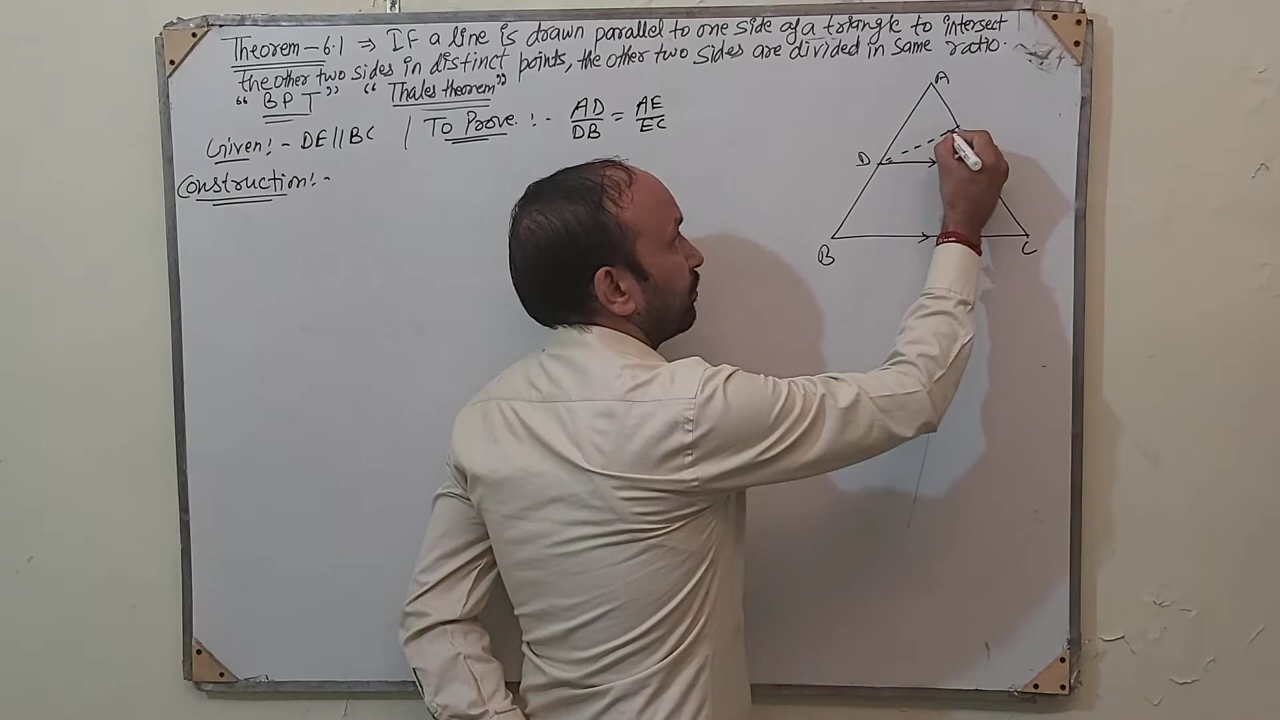 Theorem-6.1 ⇒ If a line is drawn parallel to one side of a triangle to intersect
the other two sides in distinct points, the other two sides are divided in same ratio.
"BPT" "Thales theorem"
Given:- DE//BC | To Prove:- AD/DB = AE/EC
Construction:-
A
D
B C